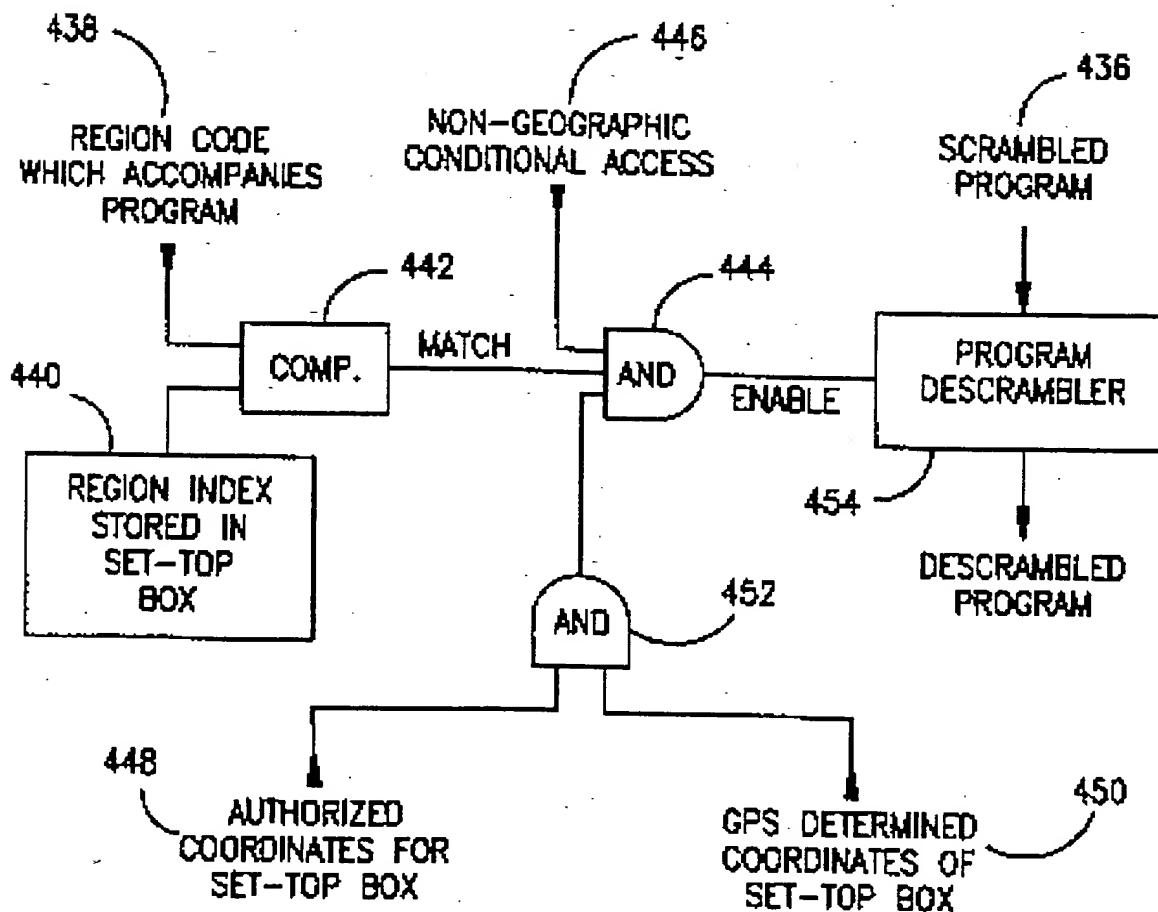 438
REGION CODE
WHICH ACCOMPANIES
PROGRAM
446
NON-GEOGRAPHIC
CONDITIONAL ACCESS
436
SCRAMBLED
PROGRAM
442
COMP.
MATCH
444
AND
ENABLE
PROGRAM
DESCRAMBLER
454
DESCRAMBLED
PROGRAM
440
REGION INDEX
STORED IN
SET-TOP
BOX
AND
452
448
AUTHORIZED
COORDINATES FOR
SET-TOP BOX
450
GPS DETERMINED
COORDINATES OF
SET-TOP BOX